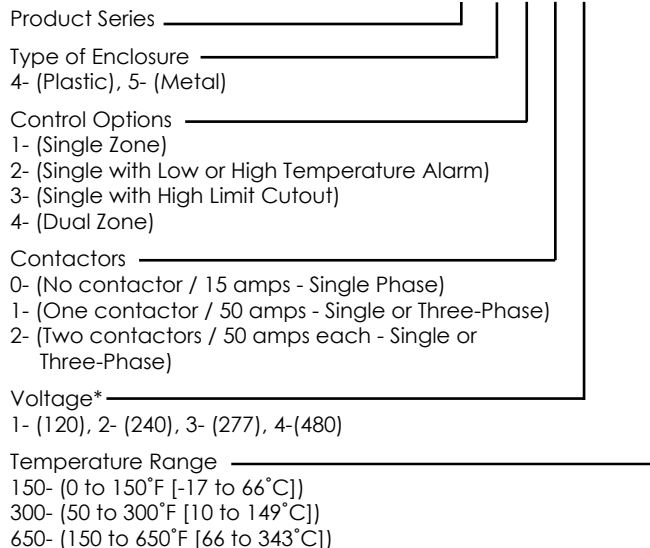 Product Series
Type of Enclosure
4- (Plastic), 5- (Metal)
Control Options
1- (Single Zone)
2- (Single with Low or High Temperature Alarm)
3- (Single with High Limit Cutout)
4- (Dual Zone)
Contactors
0- (No contactor / 15 amps - Single Phase)
1- (One contactor / 50 amps - Single or Three-Phase)
2- (Two contactors / 50 amps each - Single or
Three-Phase)
Voltage*
1- (120), 2- (240), 3- (277), 4-(480)
Temperature Range
150- (0 to 150˚F [-17 to 66˚C])
300- (50 to 300˚F [10 to 149˚C])
650- (150 to 650˚F [66 to 343˚C])